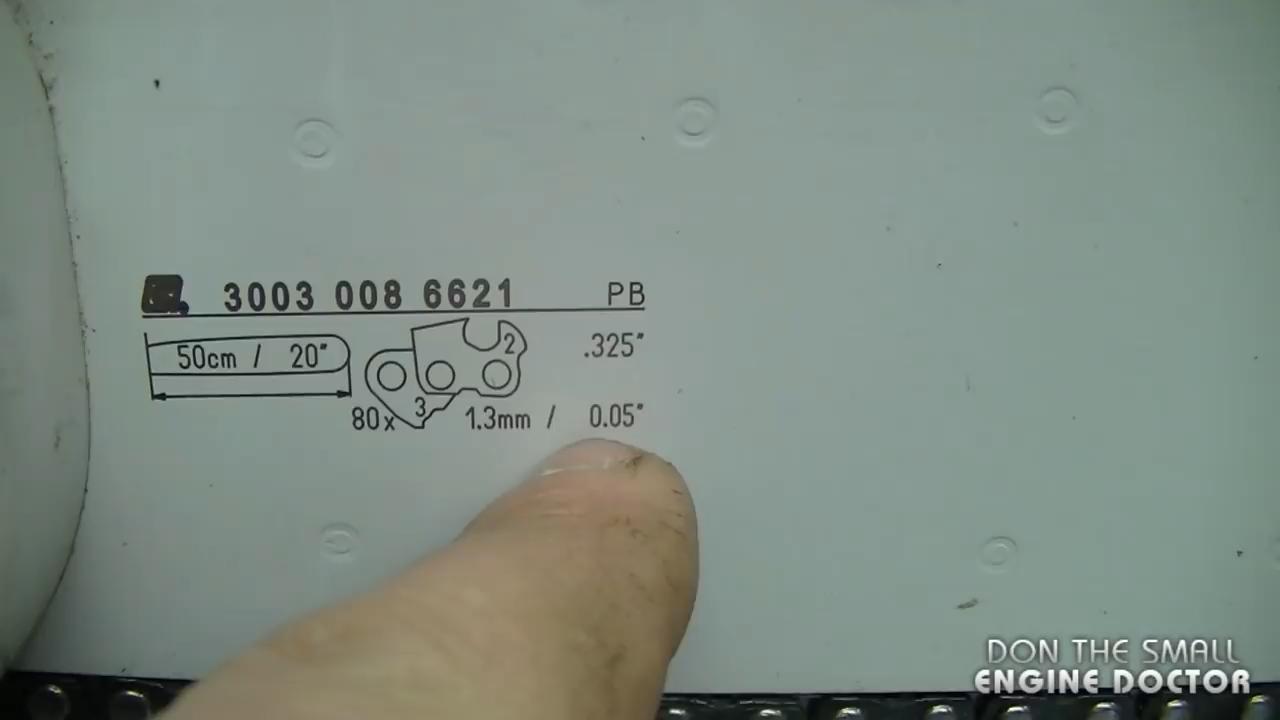 3003 008 6621 PB
50cm / 20" 2 .325"
80x 3 1.3mm / 0.05"
DON THE SMALL
ENGINE DOCTOR